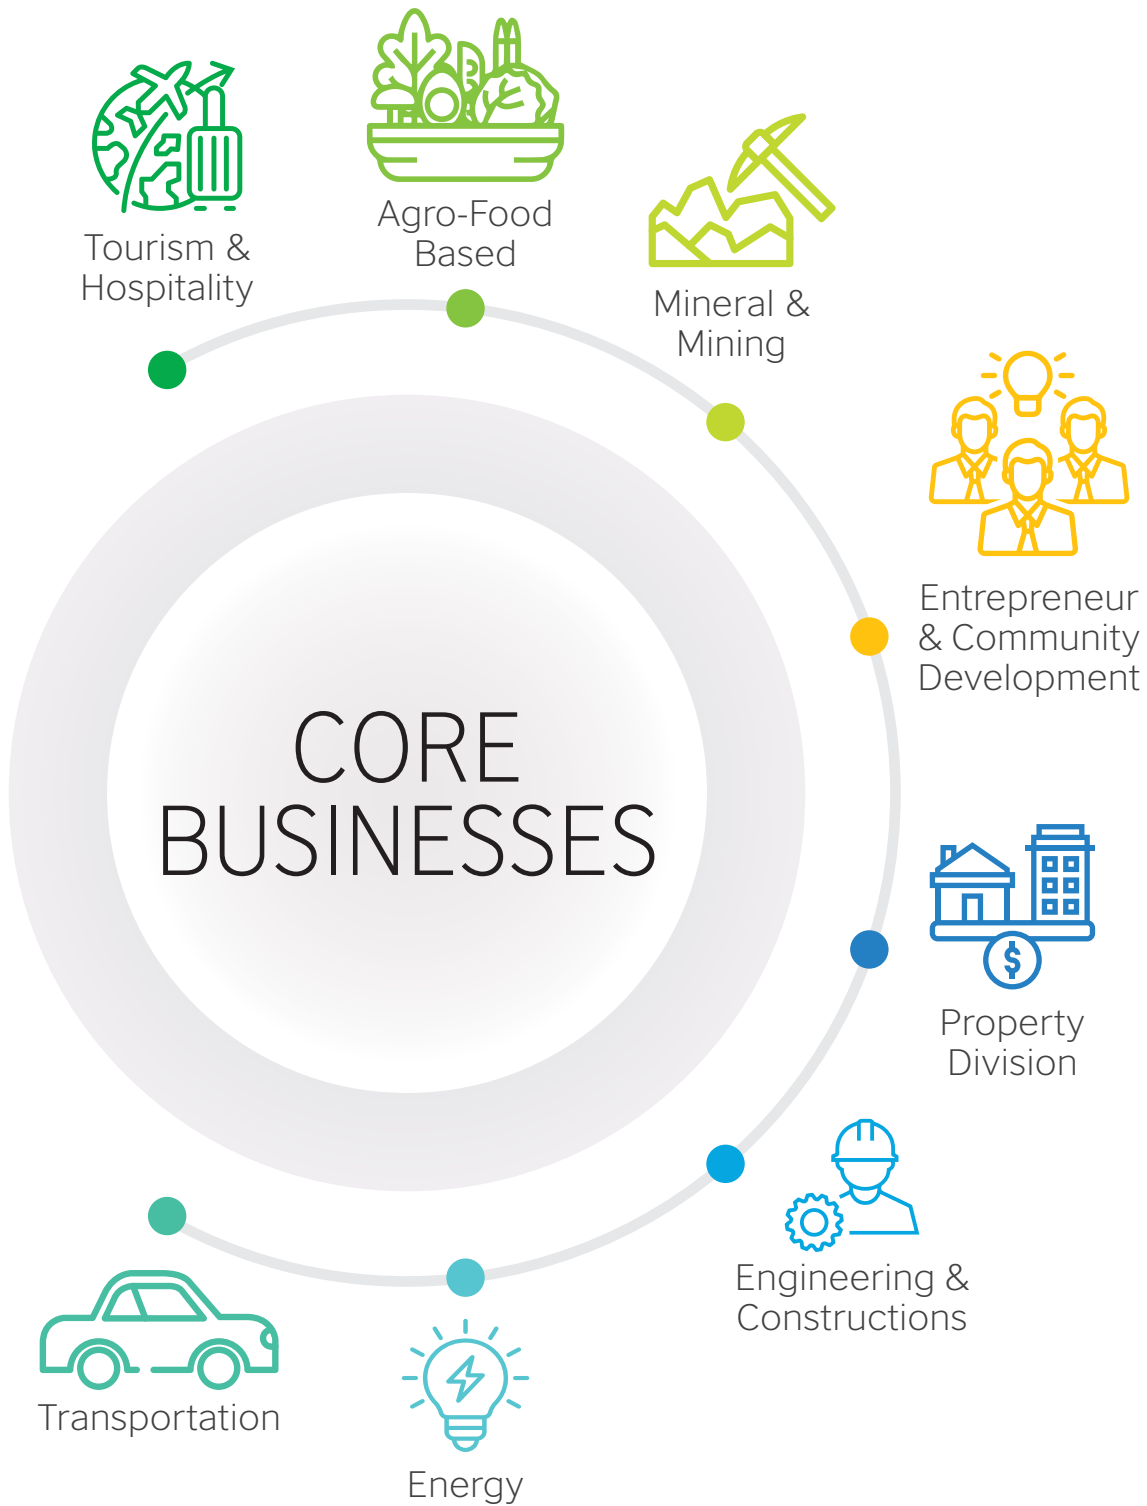 Tourism &
Hospitality
Agro-Food
Based
Mineral &
Mining
Entrepreneur
& Community
Development
CORE
BUSINESSES
$
Property
Division
Engineering &
Constructions
Transportation
Energy